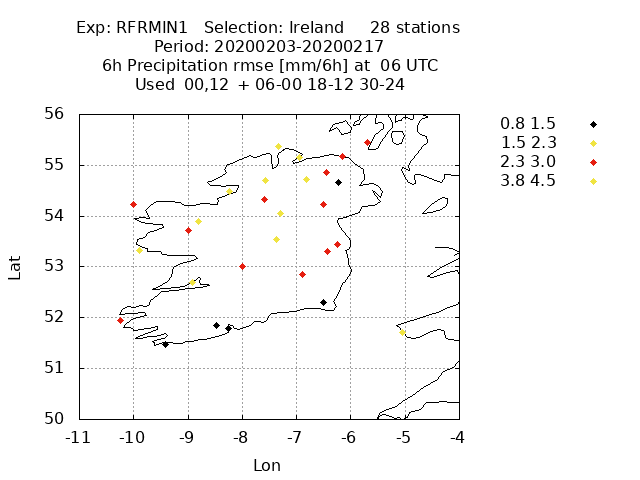 Exp: RFRMIN1 Selection: Ireland 28 stations
Period: 20200203-20200217
6h Precipitation rmse [mm/6h] at 06 UTC
Used 00,12 + 06-00 18-12 30-24
56
55
54
53
52
51
50
-11 -10 -9 -8 -7 -6 -5 -4
Lat
Lon
0.8 1.5
1.5 2.3
2.3 3.0
3.8 4.5